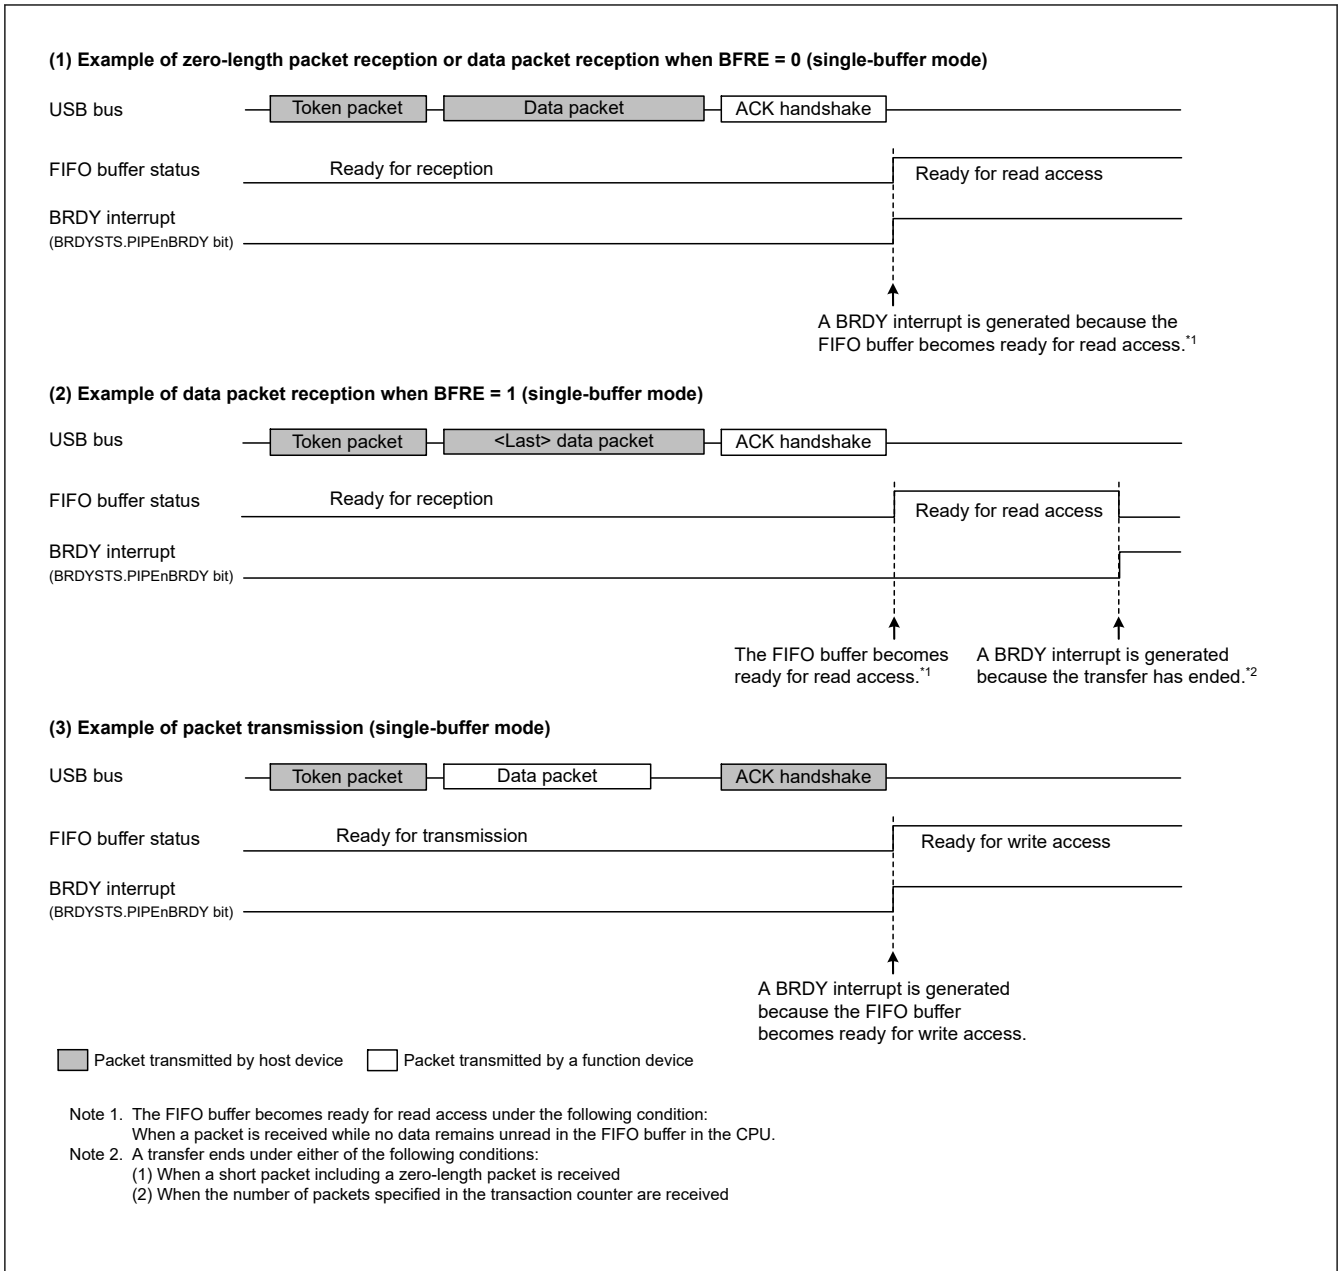 (1) Example of zero-length packet reception or data packet reception when BFRE = 0 (single-buffer mode)
USB bus
Token packet
Data packet
ACK handshake
FIFO buffer status
Ready for reception
Ready for read access
BRDY interrupt
(BRDYSTS.PIPEnBRDY bit)
A BRDY interrupt is generated because the
FIFO buffer becomes ready for read access.*1
(2) Example of data packet reception when BFRE = 1 (single-buffer mode)
USB bus
Token packet
<Last> data packet
ACK handshake
FIFO buffer status
Ready for reception
Ready for read access
BRDY interrupt
(BRDYSTS.PIPEnBRDY bit)
The FIFO buffer becomes
ready for read access.*1
A BRDY interrupt is generated
because the transfer has ended.*2
(3) Example of packet transmission (single-buffer mode)
USB bus
Token packet
Data packet
ACK handshake
FIFO buffer status
Ready for transmission
Ready for write access
BRDY interrupt
(BRDYSTS.PIPEnBRDY bit)
A BRDY interrupt is generated
because the FIFO buffer
becomes ready for write access.
Packet transmitted by host device
Packet transmitted by a function device
Note 1. The FIFO buffer becomes ready for read access under the following condition:
When a packet is received while no data remains unread in the FIFO buffer in the CPU.
Note 2. A transfer ends under either of the following conditions:
(1) When a short packet including a zero-length packet is received
(2) When the number of packets specified in the transaction counter are received